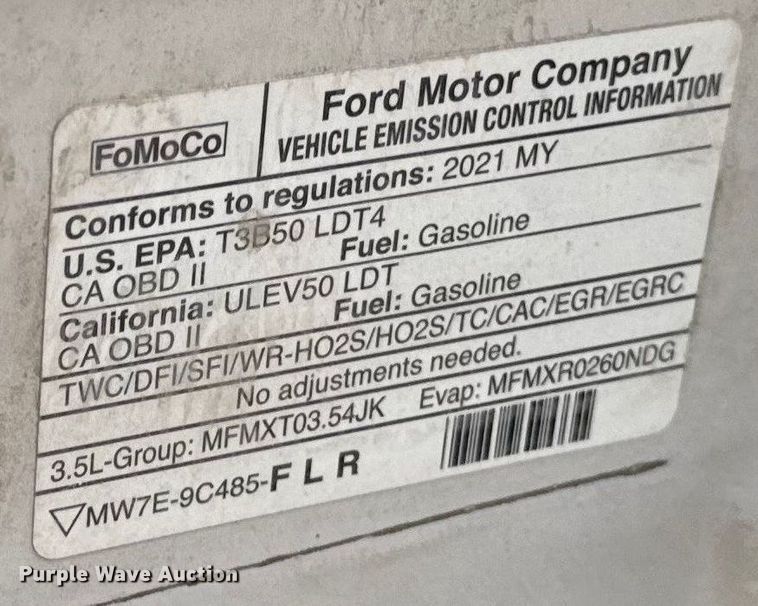 FoMoCo
Ford Motor Company
VEHICLE EMISSION CONTROL INFORMATION
Conforms to regulations: 2021 MY
U.S. EPA: T3B50 LDT4
CA OBD II Fuel: Gasoline
California: ULEV50 LDT
CA OBD II Fuel: Gasoline
TWC/DFI/SFI/WR-HO2S/HO2S/TC/CAC/EGR/EGRC
No adjustments needed.
3.5L-Group: MFMXT03.54JK Evap: MFMXR0260NDG
MW7E-9C485-F L R
Purple Wave Auction